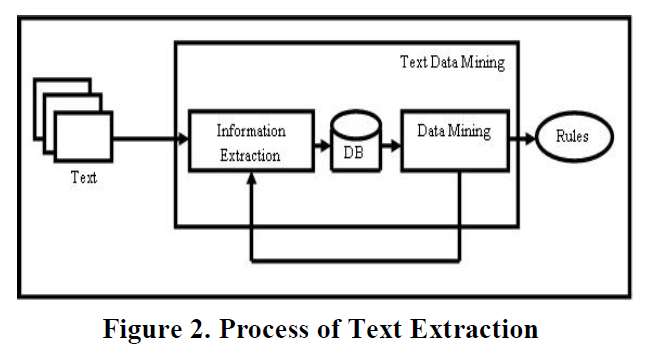 Text Data Mining
Information
Extraction
DB
Data Mining
Rules
Text
Figure 2. Process of Text Extraction